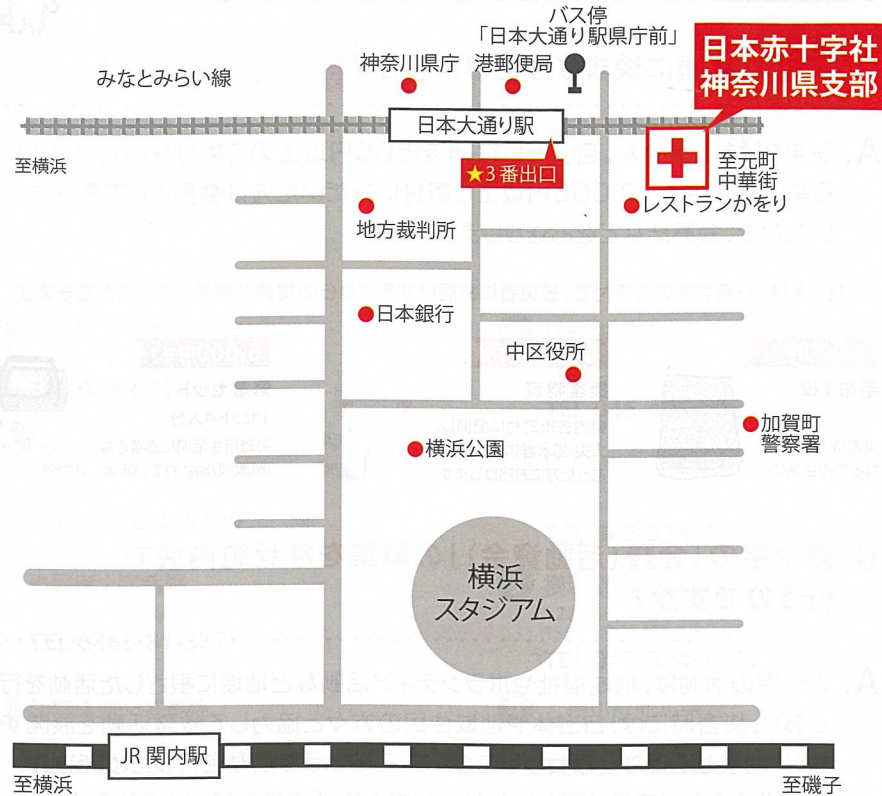 バス停
「日本大通り駅県庁前」
日本赤十字社
神奈川県支部
みなとみらい線
神奈川県庁
港郵便局
日本大通り駅
至横浜
★3番出口
至元町
中華街
レストランかをり
地方裁判所
日本銀行
中区役所
加賀町
警察署
横浜公園
横浜
スタジアム
JR 関内駅
至横浜
至磯子